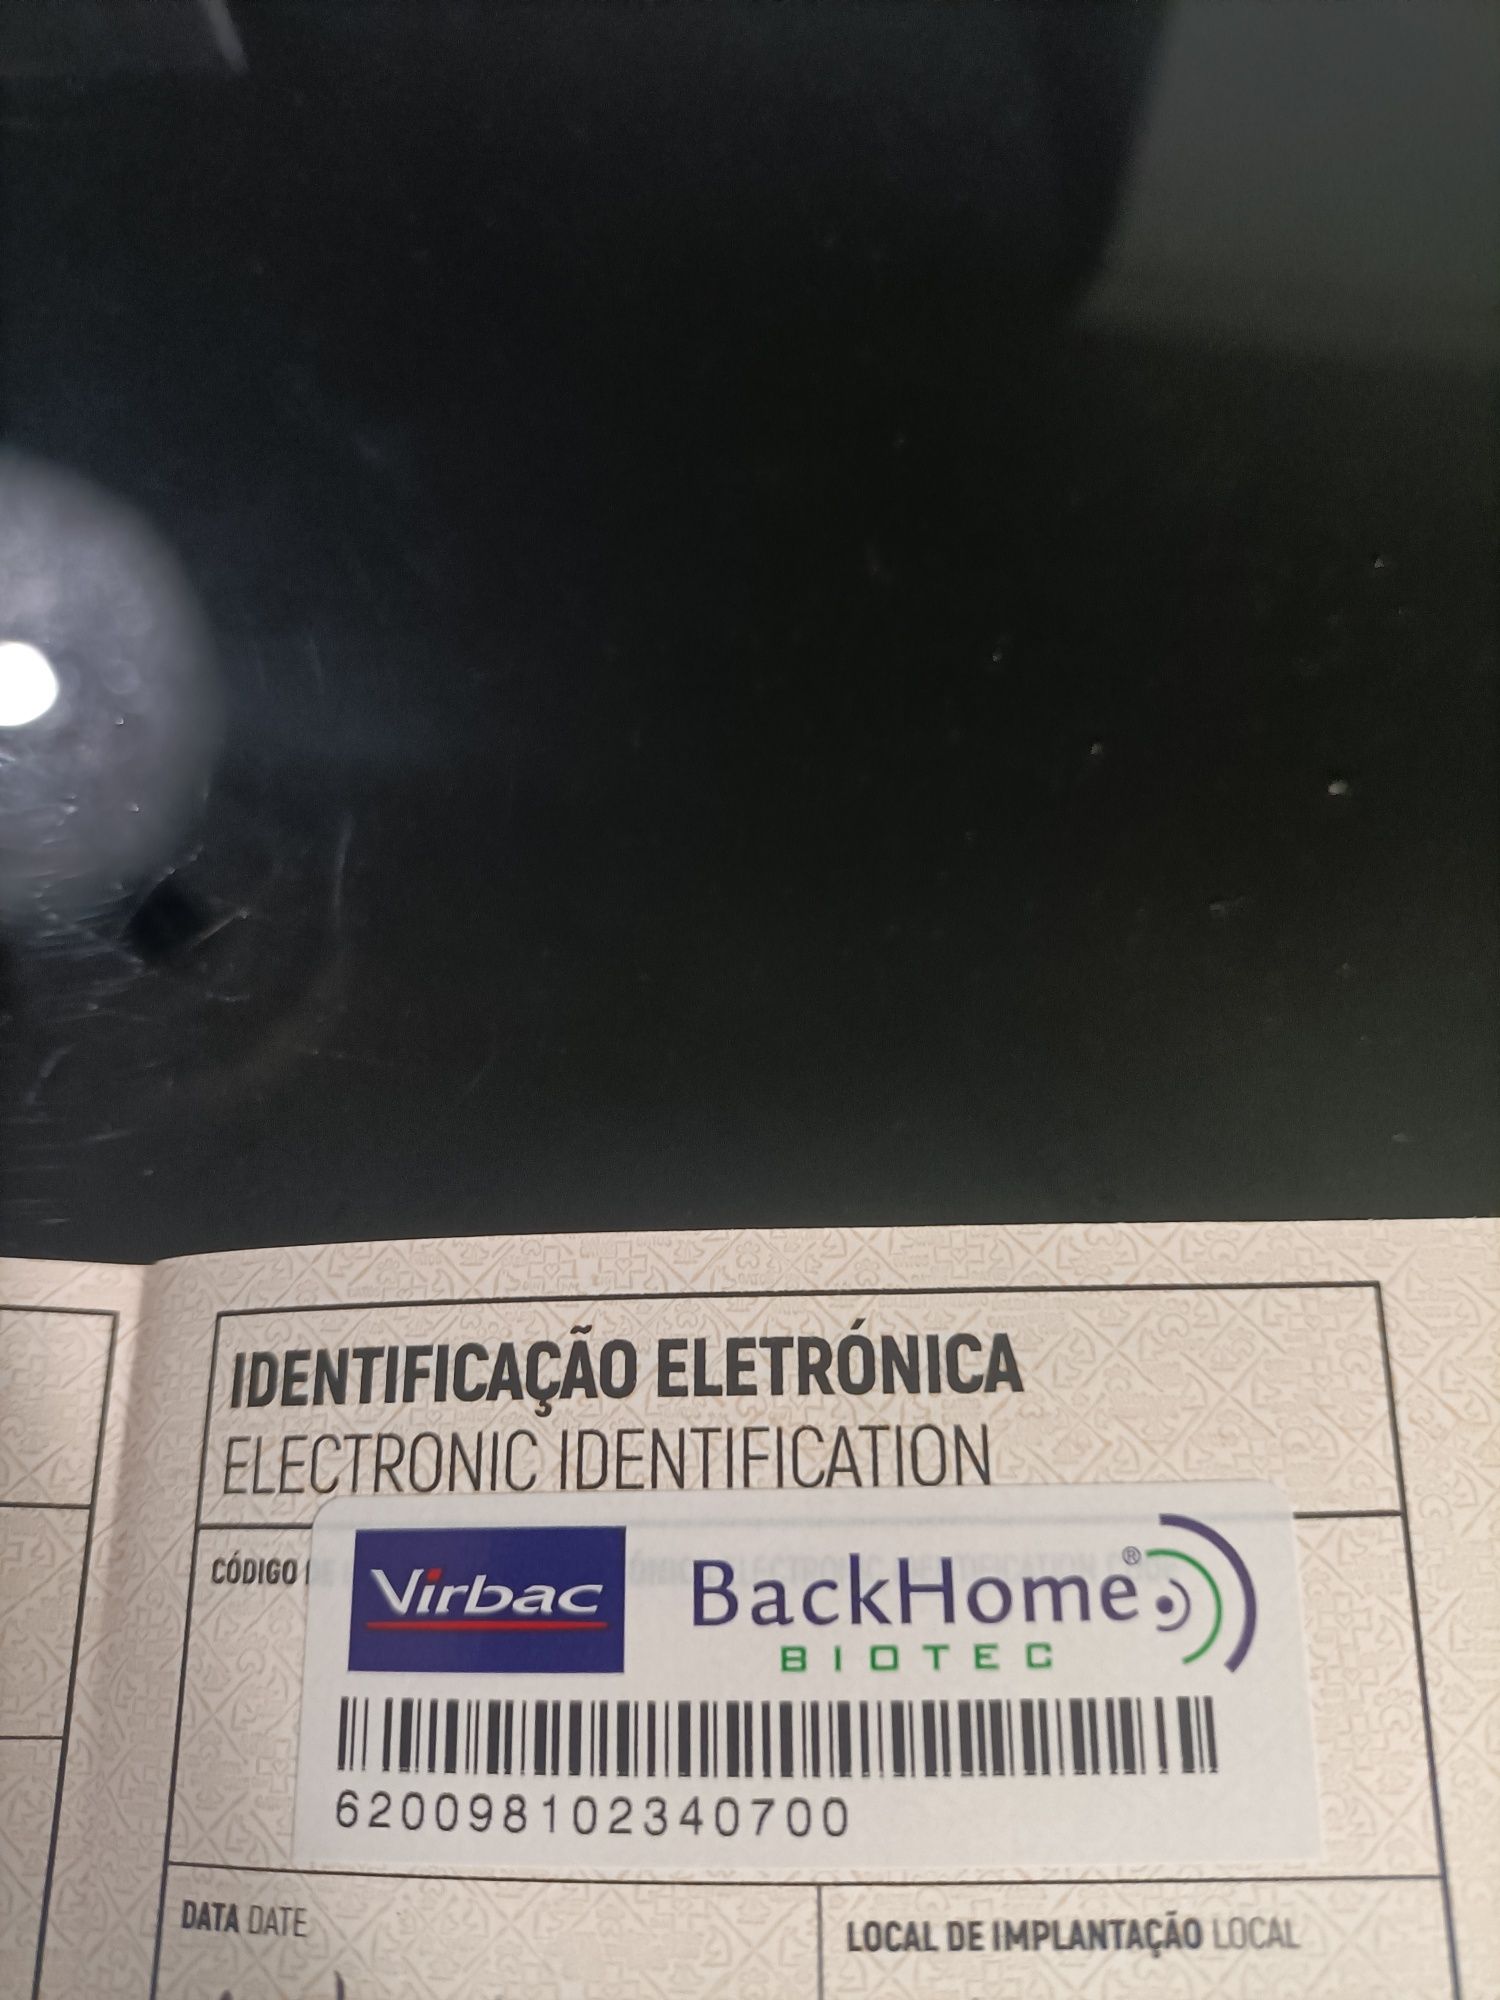 IDENTIFICAÇÃO ELETRÓNICA
ELECTRONIC IDENTIFICATION
CÓDIGO
Virbac
BackHome®
BIOTEC
620098102340700
DATA DATE
LOCAL DE IMPLANTAÇÃO LOCAL